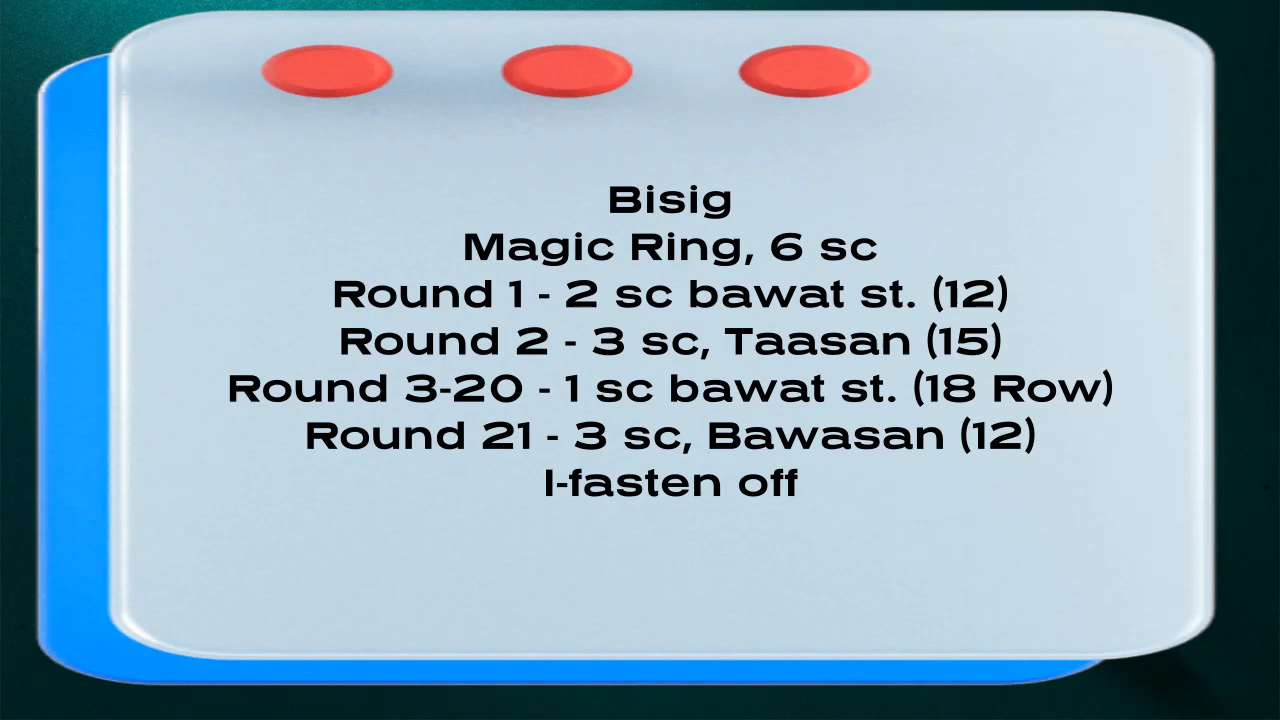 Bisig
Magic Ring, 6 sc
Round 1 - 2 sc bawat st. (12)
Round 2 - 3 sc, Taasan (15)
Round 3-20 - 1 sc bawat st. (18 Row)
Round 21 - 3 sc, Bawasan (12)
I-fasten off